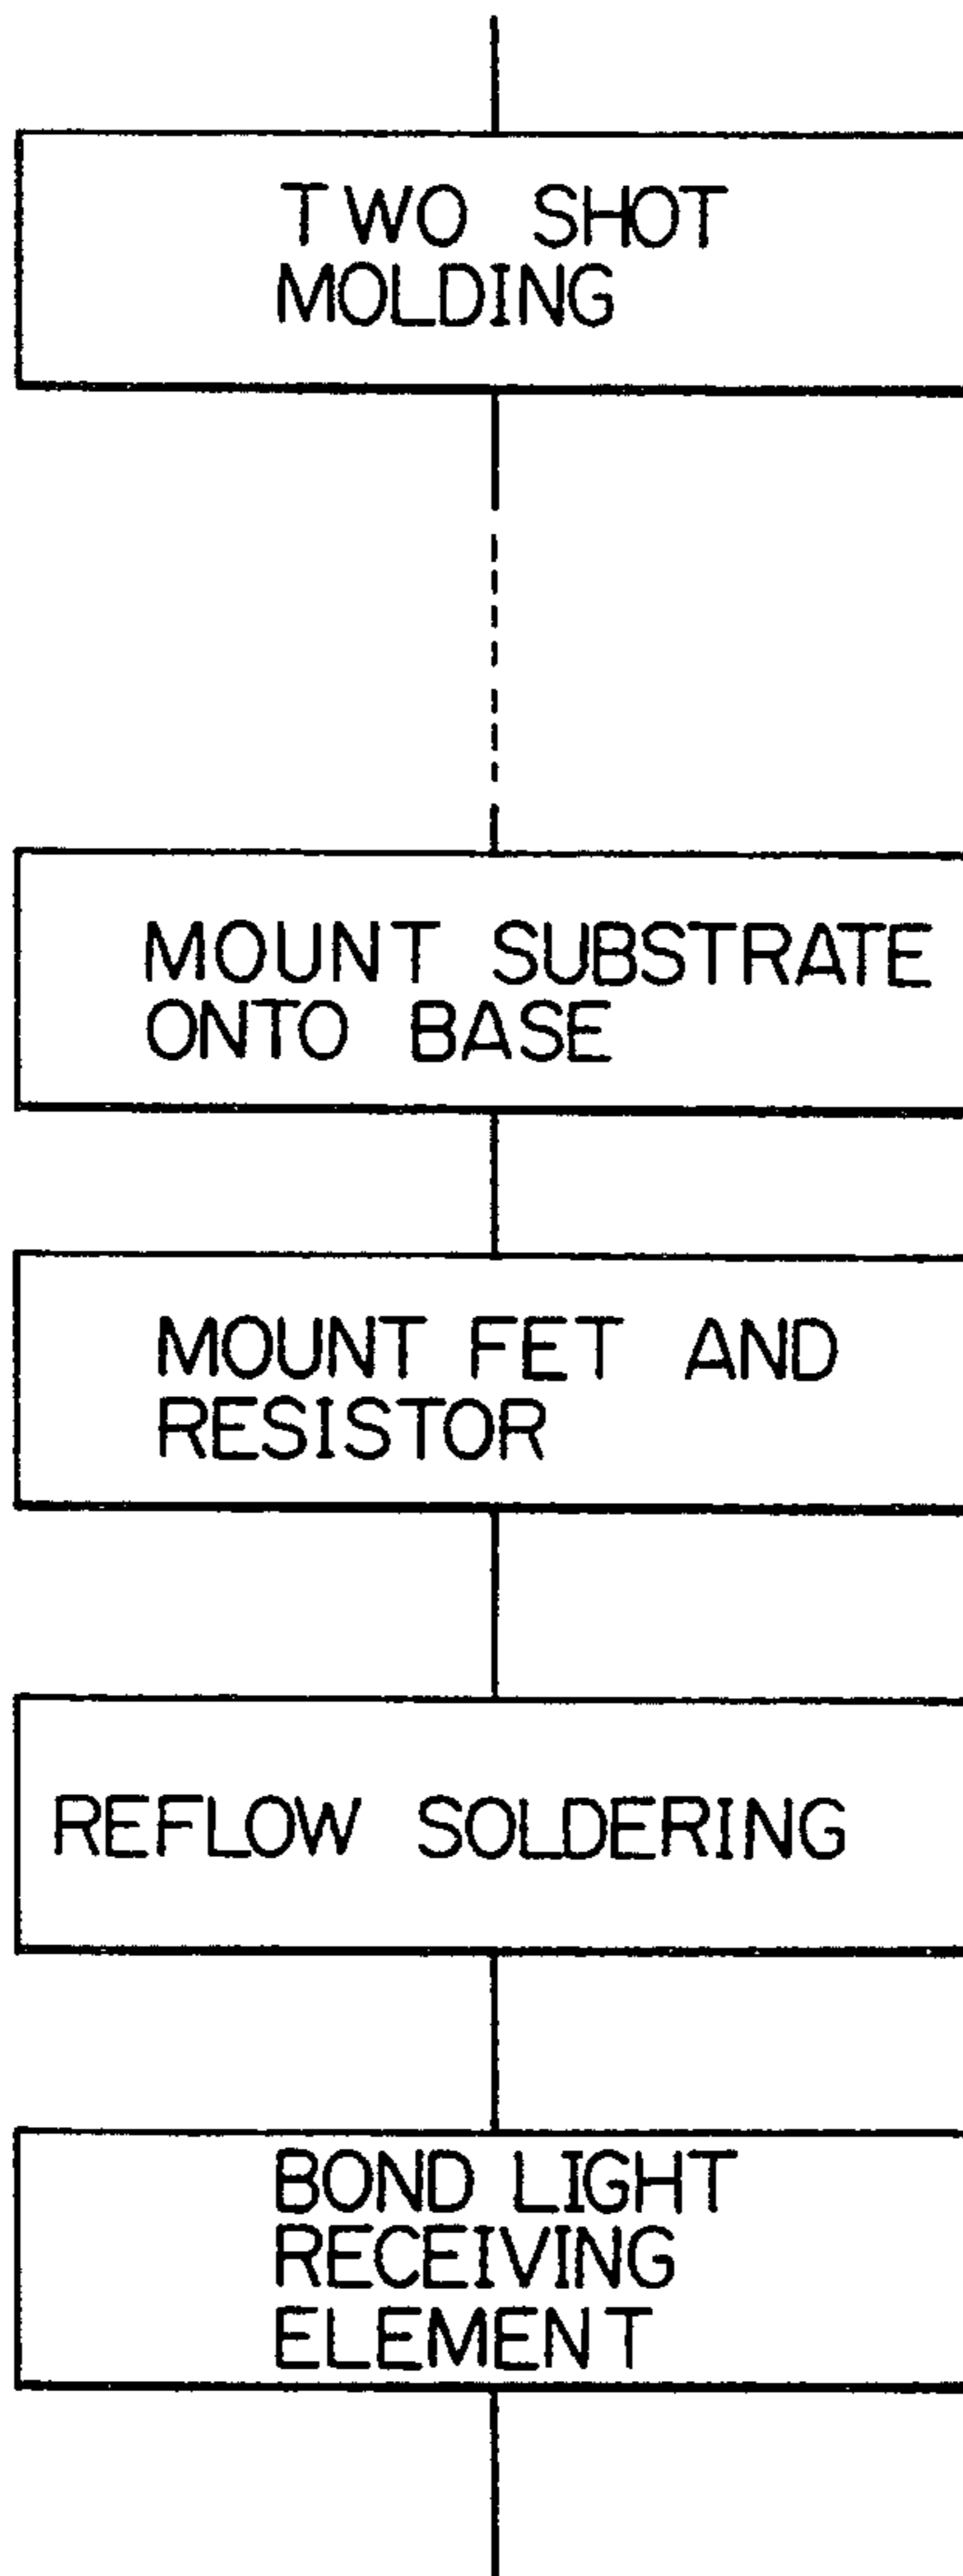 TWO SHOT
MOLDING
MOUNT SUBSTRATE
ONTO BASE
MOUNT FET AND
RESISTOR
REFLOW SOLDERING
BOND LIGHT
RECEIVING
ELEMENT